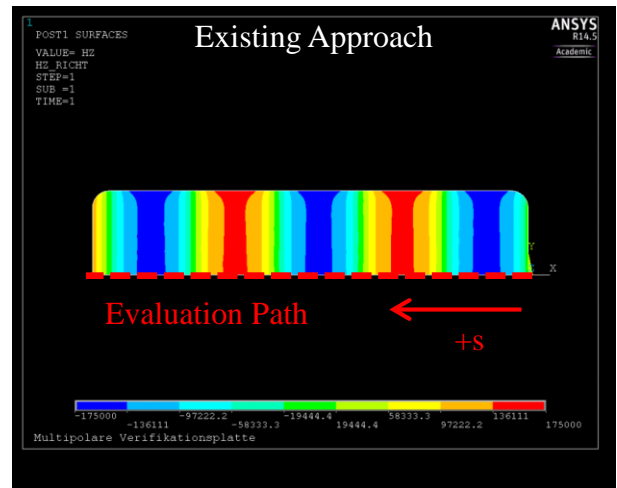 1
POST1 SURFACES
VALUE= HZ
HZ_RICHT
STEP=1
SUB =1
TIME=1
Existing Approach
ANSYS
R14.5
Academic
Y
Z X
Evaluation Path
+s
-175000 -97222.2 -19444.4 58333.3 136111
-136111 -58333.3 19444.4 97222.2 175000
Multipolare Verifikationsplatte